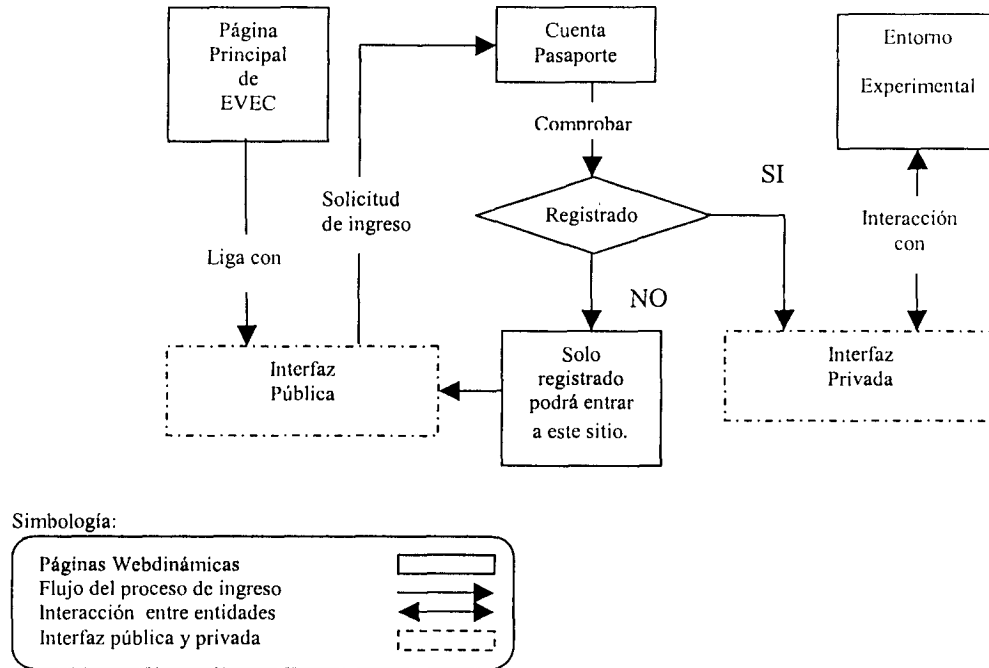 Página
Principal
de
EVEC
Cuenta
Pasaporte
Entorno
Experimental
Comprobar
Solicitud
de ingreso
SI
Registrado
Interacción
con
Liga con
NO
Interfaz
Pública
Solo
registrado
podrá entrar
a este sitio.
Interfaz
Privada
Simbología:
Páginas Webdinámicas
Flujo del proceso de ingreso
Interacción entre entidades
Interfaz pública y privada